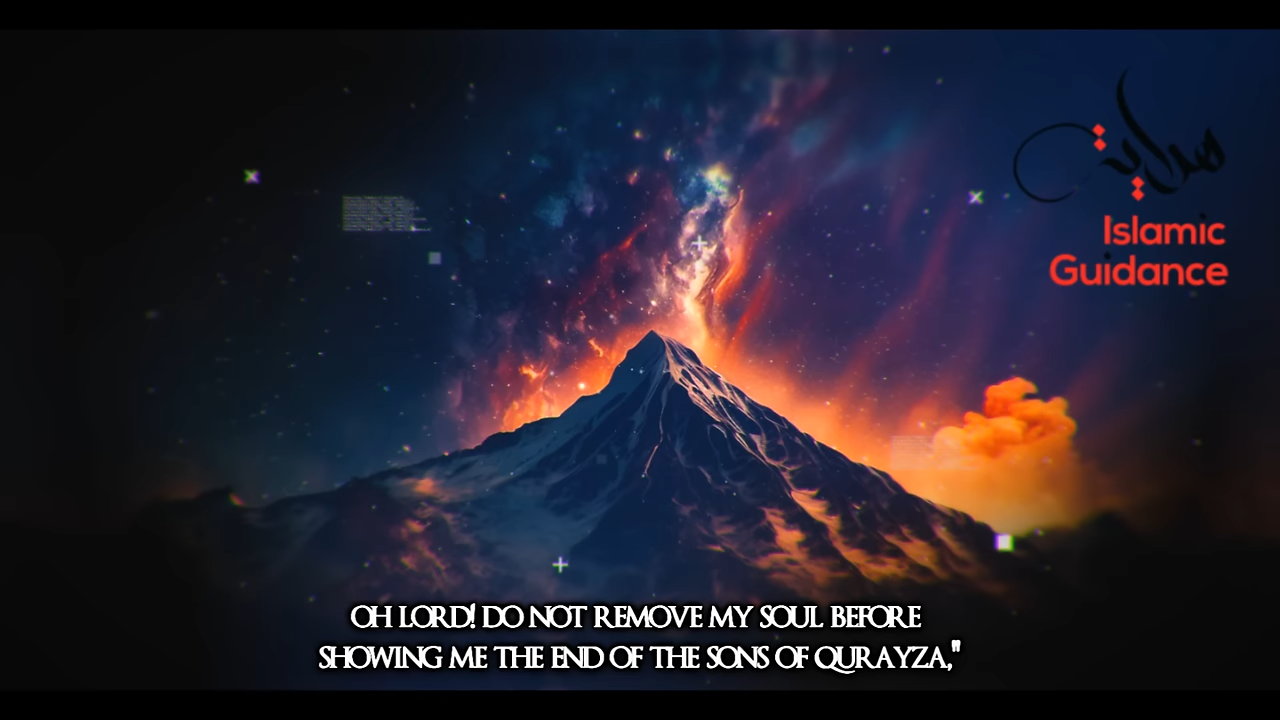 هداية
Islamic
Guidance
OH LORD! DO NOT REMOVE MY SOUL BEFORE
SHOWING ME THE END OF THE SONS OF QURAYZA,"